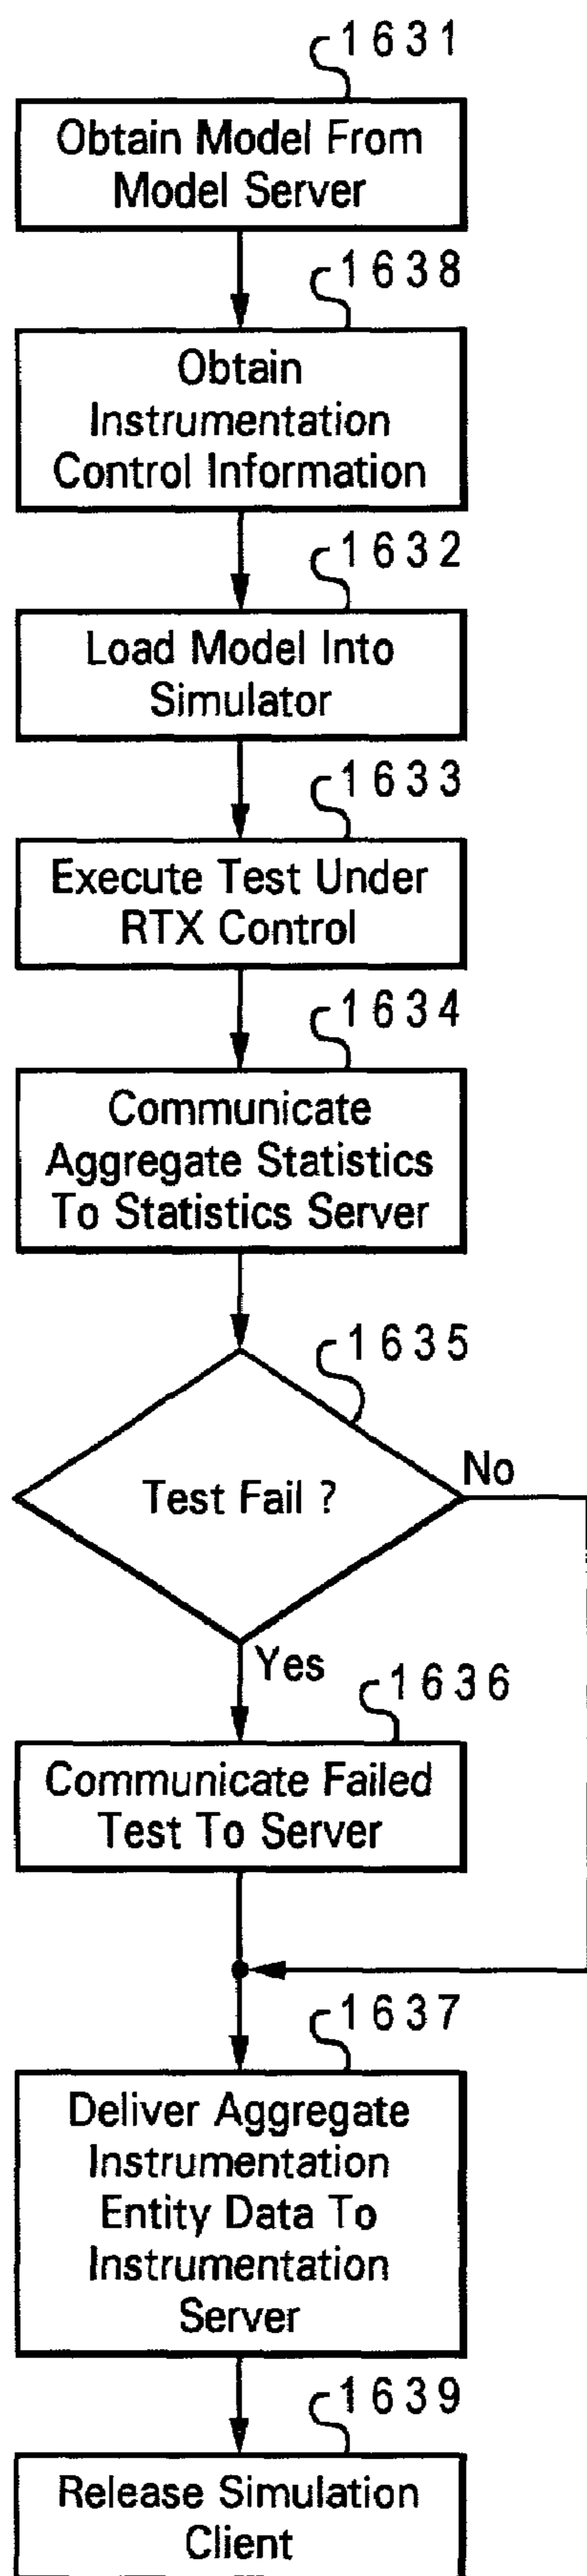 1631
Obtain Model From
Model Server
1638
Obtain
Instrumentation
Control Information
1632
Load Model Into
Simulator
1633
Execute Test Under
RTX Control
1634
Communicate
Aggregate Statistics
To Statistics Server
1635
Test Fail ?
No
Yes
1636
Communicate Failed
Test To Server
1637
Deliver Aggregate
Instrumentation
Entity Data To
Instrumentation
Server
1639
Release Simulation
Client